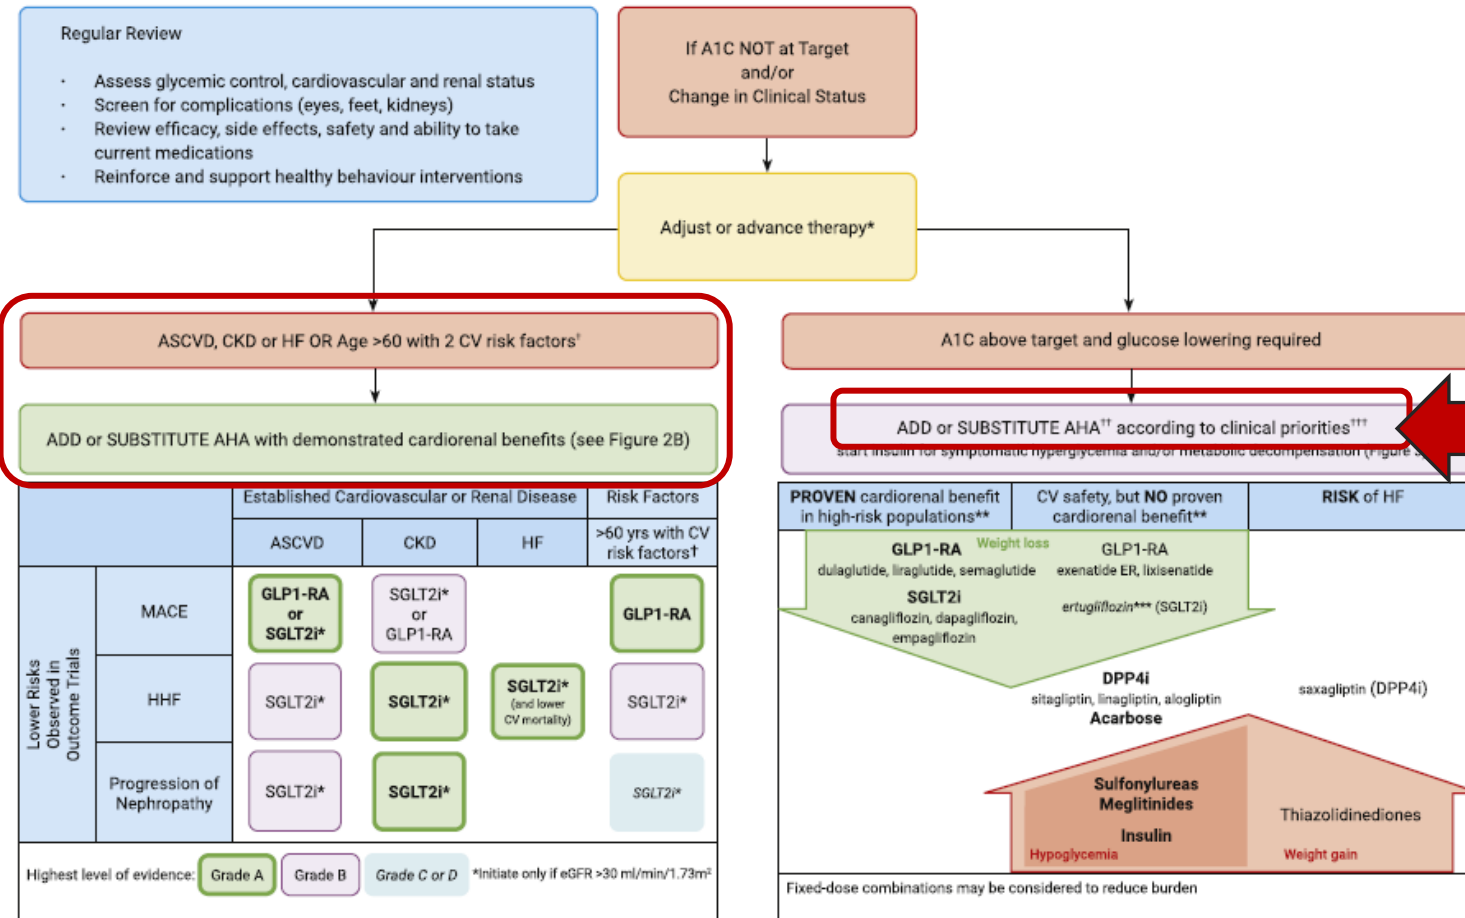 Regular Review
· Assess glycemic control, cardiovascular and renal status
· Screen for complications (eyes, feet, kidneys)
· Review efficacy, side effects, safety and ability to take
current medications
· Reinforce and support healthy behaviour interventions
If A1C NOT at Target
and/or
Change in Clinical Status
Adjust or advance therapy*
ASCVD, CKD or HF OR Age >60 with 2 CV risk factors†
ADD or SUBSTITUTE AHA with demonstrated cardiorenal benefits (see Figure 2B)
Established Cardiovascular or Renal Disease
Risk Factors
ASCVD
CKD
HF
>60 yrs with CV
risk factors†
Lower Risks
Observed in
Outcome Trials
MACE
GLP1-RA
or
SGLT2i*
SGLT2i*
or
GLP1-RA
GLP1-RA
HHF
SGLT2i*
SGLT2i*
SGLT2i*
(and lower
CV mortality)
SGLT2i*
Progression of
Nephropathy
SGLT2i*
SGLT2i*
SGLT2i*
Highest level of evidence:
Grade A
Grade B
Grade C or D
*Initiate only if eGFR >30 ml/min/1.73m²
A1C above target and glucose lowering required
ADD or SUBSTITUTE AHA†† according to clinical priorities†††
start insulin for symptomatic hyperglycemia and/or metabolic decompensation (Figure
PROVEN cardiorenal benefit
in high-risk populations**
CV safety, but NO proven
cardiorenal benefit**
RISK of HF
Weight loss
GLP1-RA
dulaglutide, liraglutide, semaglutide
SGLT2i
canagliflozin, dapagliflozin,
empagliflozin
GLP1-RA
exenatide ER, lixisenatide
ertugliflozin*** (SGLT2i)
DPP4i
sitagliptin, linagliptin, alogliptin
Acarbose
saxagliptin (DPP4i)
Sulfonylureas
Meglitinides
Insulin
Hypoglycemia
Thiazolidinediones
Weight gain
Fixed-dose combinations may be considered to reduce burden